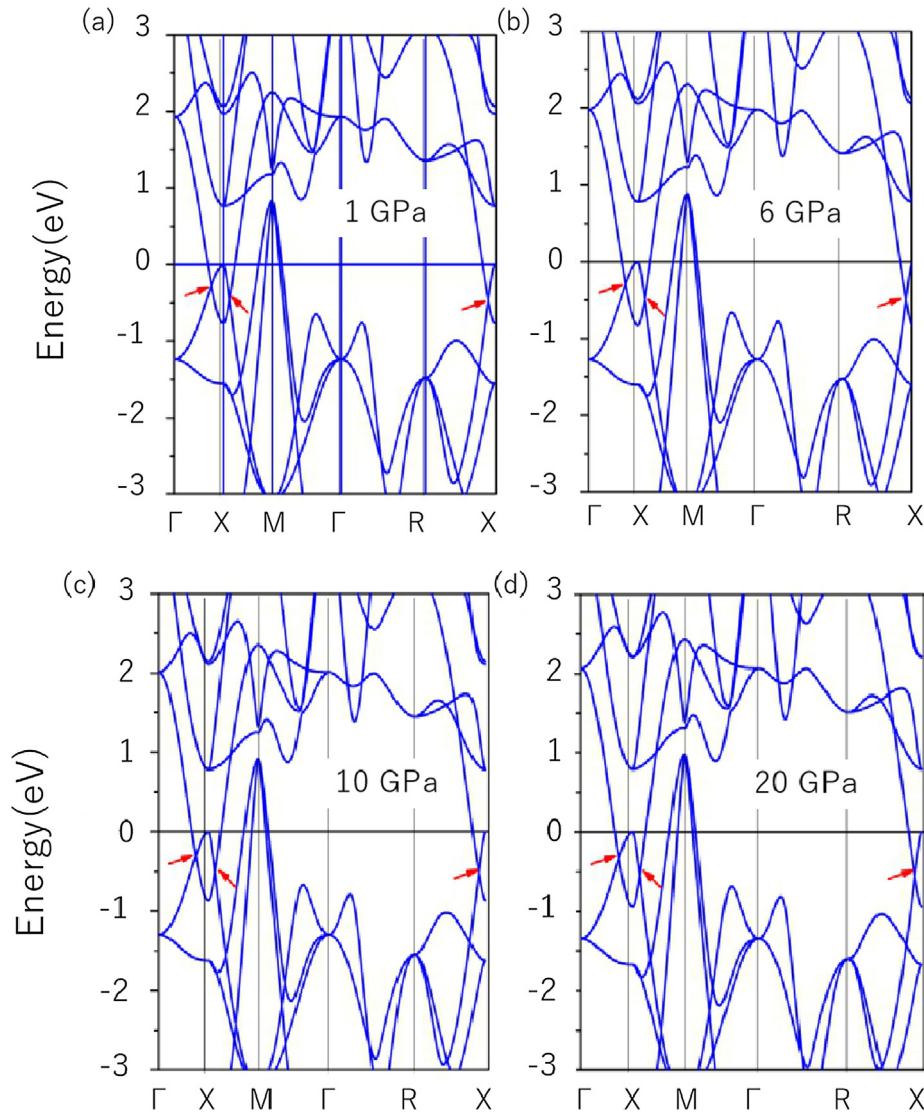 (a)
3
2
1
0
-1
-2
-3
Energy(eV)
1 GPa
Γ X M Γ R X
(b)
3
2
1
0
-1
-2
-3
6 GPa
Γ X M Γ R X
(c)
3
2
1
0
-1
-2
-3
Energy(eV)
10 GPa
Γ X M Γ R X
(d)
3
2
1
0
-1
-2
-3
20 GPa
Γ X M Γ R X